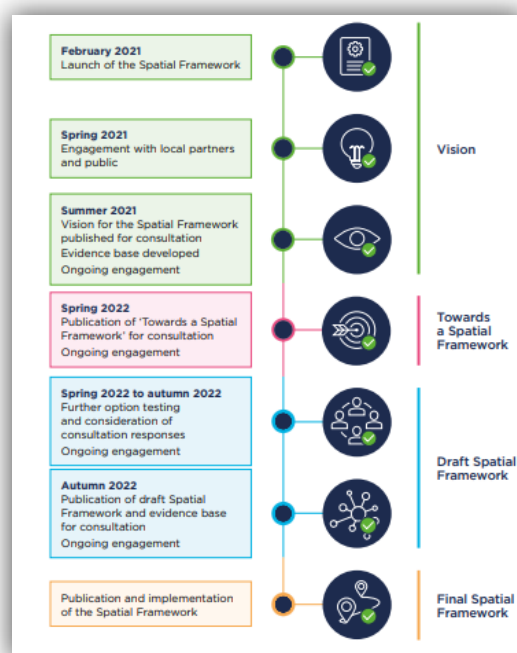 February 2021
Launch of the Spatial Framework
Spring 2021
Engagement with local partners
and public
Summer 2021
Vision for the Spatial Framework
published for consultation
Evidence base developed
Ongoing engagement
Vision
Spring 2022
Publication of ‘Towards a Spatial
Framework’ for consultation
Ongoing engagement
Towards
a Spatial
Framework
Spring 2022 to autumn 2022
Further option testing
and consideration of
consultation responses
Ongoing engagement
Autumn 2022
Publication of draft Spatial
Framework and evidence base
for consultation
Ongoing engagement
Draft Spatial
Framework
Publication and implementation
of the Spatial Framework
Final Spatial
Framework